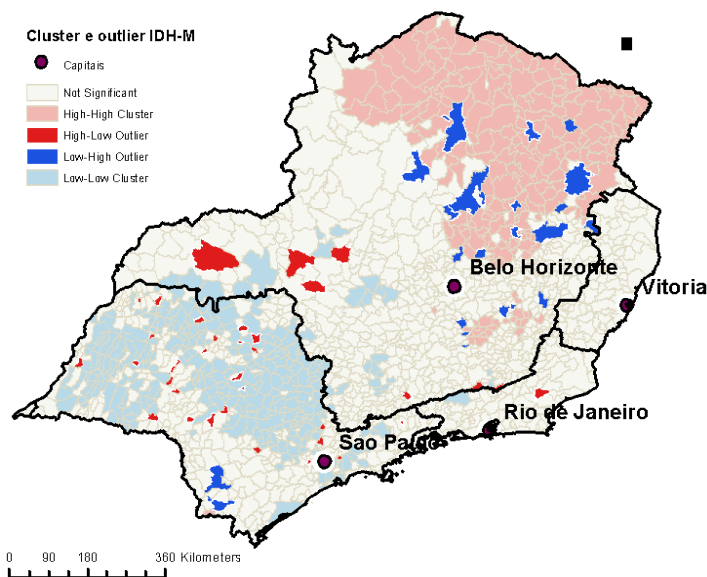 Cluster e outlier IDH-M
Capitais
Not Significant
High-High Cluster
High-Low Outlier
Low-High Outlier
Low-Low Cluster
Belo Horizonte
Vitoria
Rio de Janeiro
Sao Paulo
0 90 180 360 Kilometers